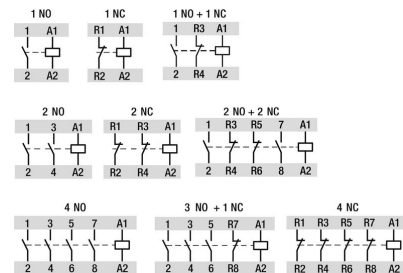 1 NO 1 NC 1 NO + 1 NC
1 A1 R1 A1 1 R3 A1
2 A2 R2 A2 2 R4 A2
2 NO 2 NC 2 NO + 2 NC
1 3 A1 R1 R3 A1 1 R3 R5 7 A1
2 4 A2 R2 R4 A2 2 R4 R6 8 A2
4 NO 3 NO + 1 NC 4 NC
1 3 5 7 A1 1 3 5 R7 A1 R1 R3 R5 R7 A1
2 4 6 8 A2 2 4 6 R8 A2 R2 R4 R6 R8 A2